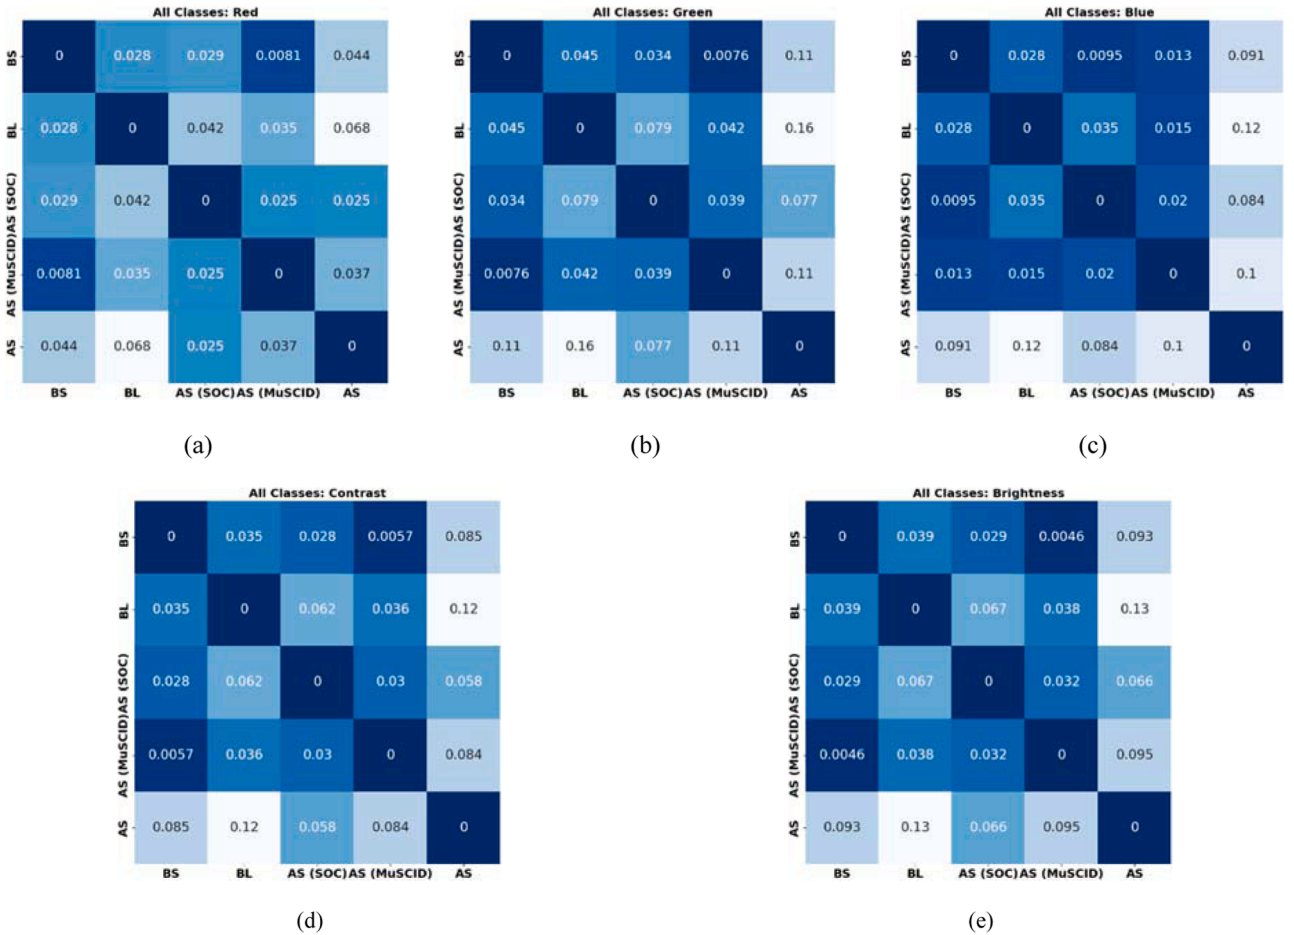 All Classes: Red
BS 0 0.028 0.029 0.0081 0.044
BL 0.028 0 0.042 0.035 0.068
AS (SOC) 0.029 0.042 0 0.025 0.025
AS (MuSCID) 0.0081 0.035 0.025 0 0.037
AS 0.044 0.068 0.025 0.037 0
BS BL AS (SOC) AS (MuSCID) AS
(a)
All Classes: Green
BS 0 0.045 0.034 0.0076 0.11
BL 0.045 0 0.079 0.042 0.16
AS (SOC) 0.034 0.079 0 0.039 0.077
AS (MuSCID) 0.0076 0.042 0.039 0 0.11
AS 0.11 0.16 0.077 0.11 0
BS BL AS (SOC) AS (MuSCID) AS
(b)
All Classes: Blue
BS 0 0.028 0.0095 0.013 0.091
BL 0.028 0 0.035 0.015 0.12
AS (SOC) 0.0095 0.035 0 0.02 0.084
AS (MuSCID) 0.013 0.015 0.02 0 0.1
AS 0.091 0.12 0.084 0.1 0
BS BL AS (SOC) AS (MuSCID) AS
(c)
All Classes: Contrast
BS 0 0.035 0.028 0.0057 0.085
BL 0.035 0 0.062 0.036 0.12
AS (SOC) 0.028 0.062 0 0.03 0.058
AS (MuSCID) 0.0057 0.036 0.03 0 0.084
AS 0.085 0.12 0.058 0.084 0
BS BL AS (SOC) AS (MuSCID) AS
(d)
All Classes: Brightness
BS 0 0.039 0.029 0.0046 0.093
BL 0.039 0 0.067 0.038 0.13
AS (SOC) 0.029 0.067 0 0.032 0.066
AS (MuSCID) 0.0046 0.038 0.032 0 0.095
AS 0.093 0.13 0.066 0.095 0
BS BL AS (SOC) AS (MuSCID) AS
(e)